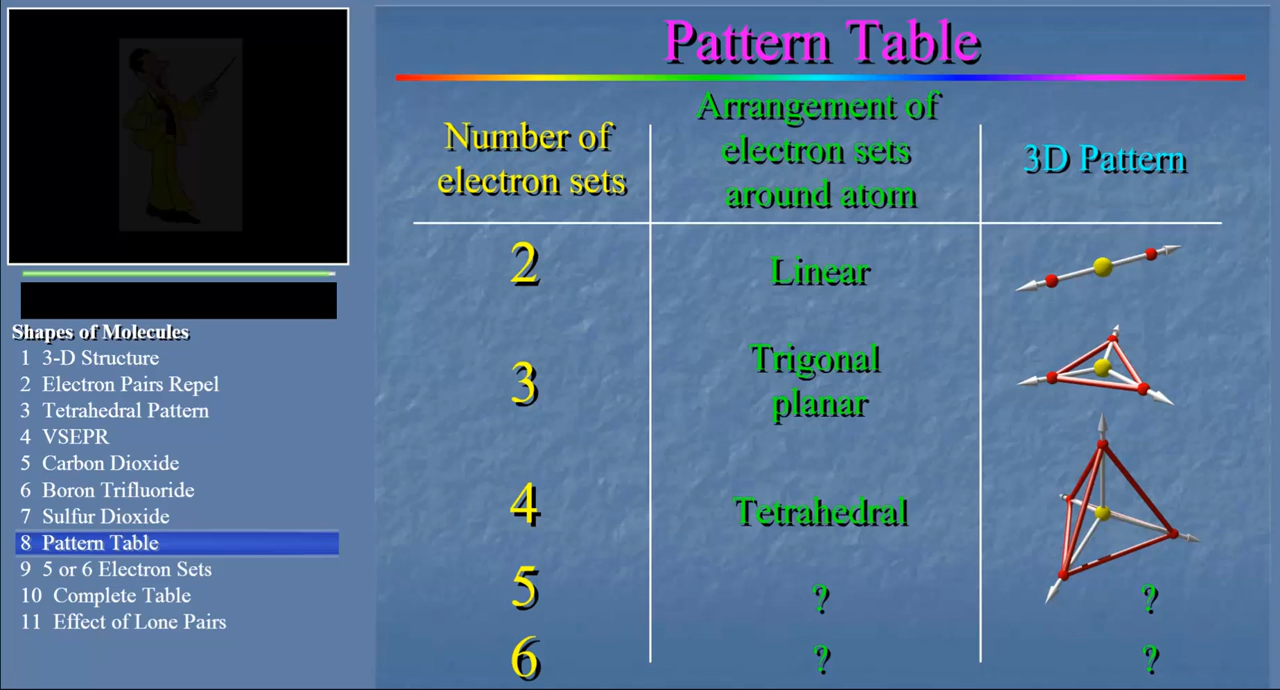 Pattern Table
Number of
electron sets
Arrangement of
electron sets
around atom
3D Pattern
2
Linear
3
Trigonal
planar
4
Tetrahedral
5
?
?
6
?
?
Shapes of Molecules
1 3-D Structure
2 Electron Pairs Repel
3 Tetrahedral Pattern
4 VSEPR
5 Carbon Dioxide
6 Boron Trifluoride
7 Sulfur Dioxide
8 Pattern Table
9 5 or 6 Electron Sets
10 Complete Table
11 Effect of Lone Pairs